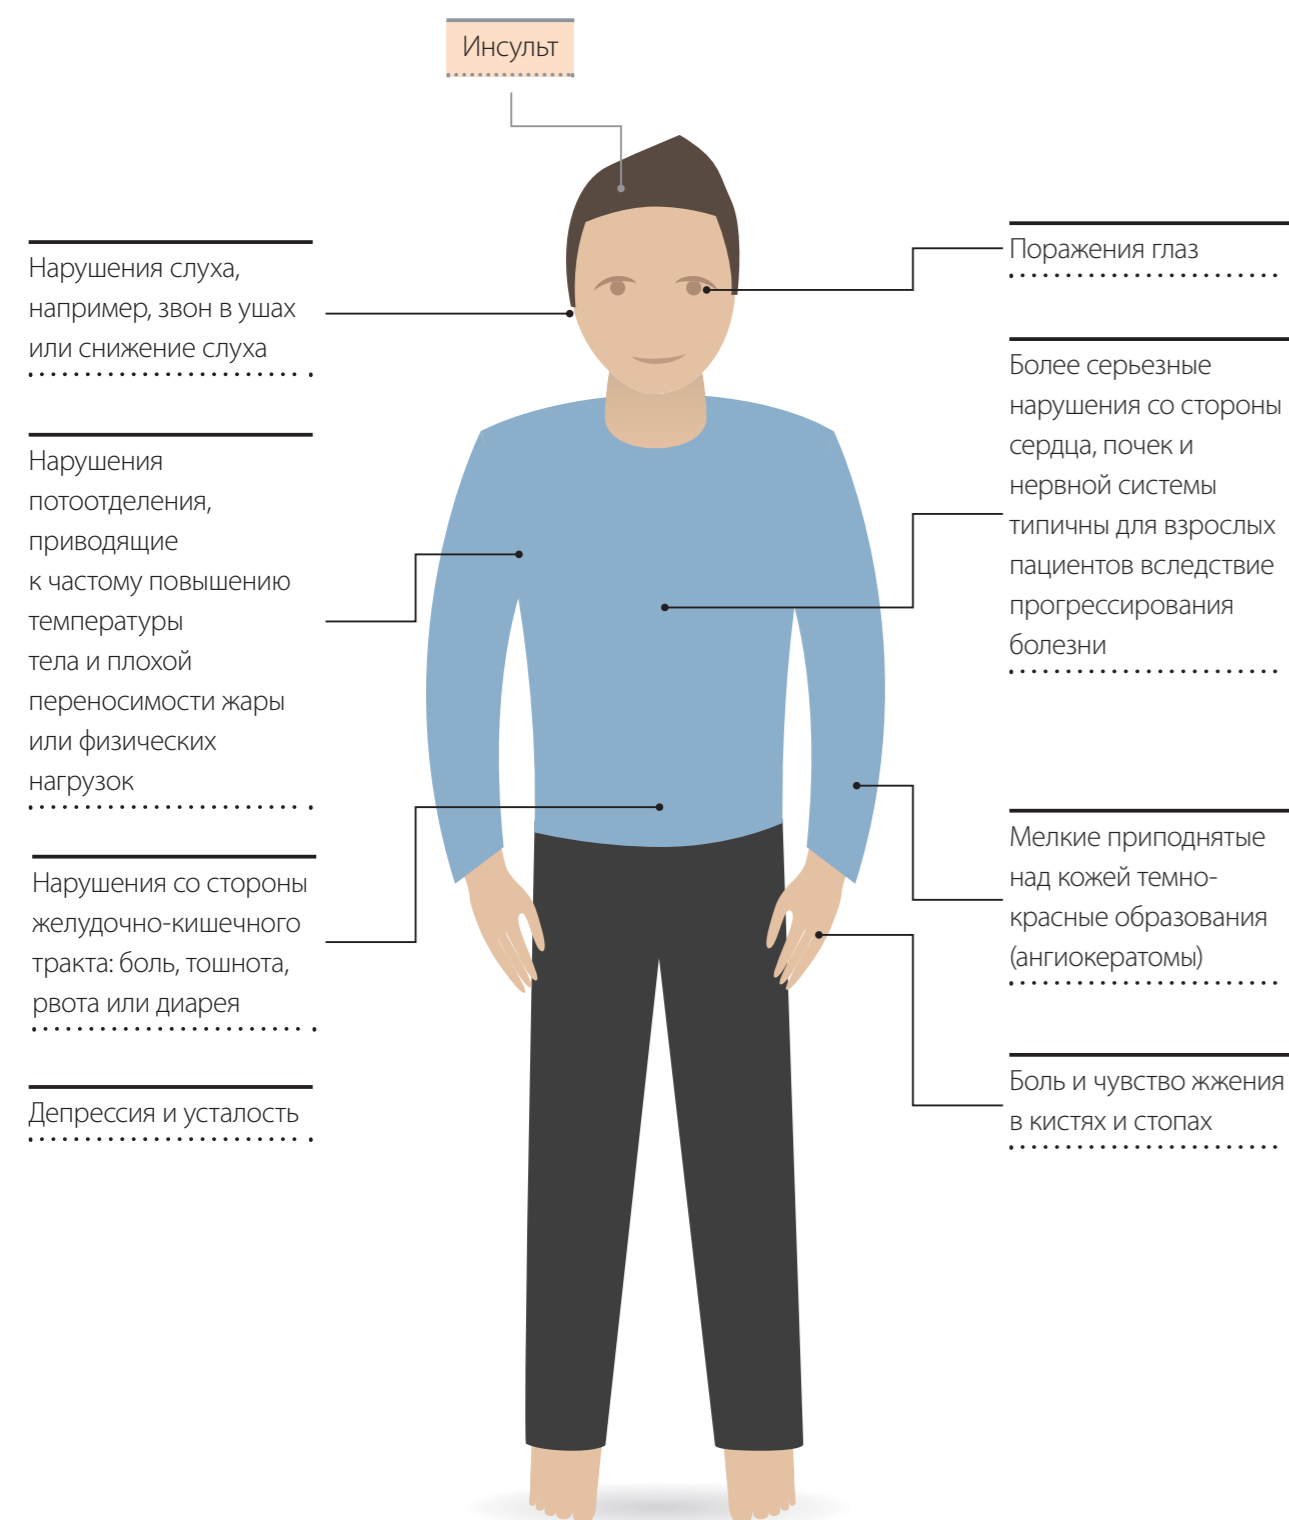 Инсульт
Нарушения слуха,
например, звон в ушах
или снижение слуха
Нарушения
потоотделения,
приводящие
к частому повышению
температуры
тела и плохой
переносимости жары
или физических
нагрузок
Нарушения со стороны
желудочно-кишечного
тракта: боль, тошнота,
рвота или диарея
Депрессия и усталость
Поражения глаз
Более серьезные
нарушения со стороны
сердца, почек и
нервной системы
типичны для взрослых
пациентов вследствие
прогрессирования
болезни
Мелкие приподнятые
над кожей темно-
красные образования
(ангиокератомы)
Боль и чувство жжения
в кистях и стопах